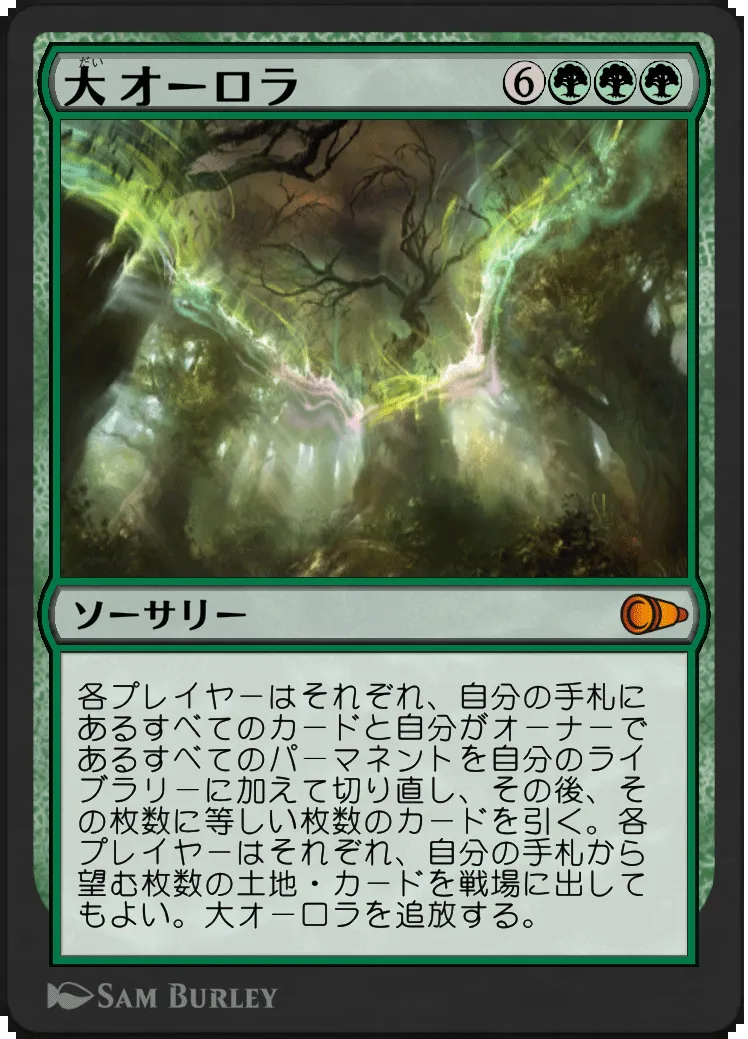 だい
大オーロラ 6
ソーサリー
各プレイヤーはそれぞれ、自分の手札に
あるすべてのカードと自分がオーナーで
あるすべてのパーマネントを自分のライ
ブラリーに加えて切り直し、その後、そ
の枚数に等しい枚数のカードを引く。各
プレイヤーはそれぞれ、自分の手札から
望む枚数の土地・カードを戦場に出して
もよい。大オーロラを追放する。
SAM BURLEY